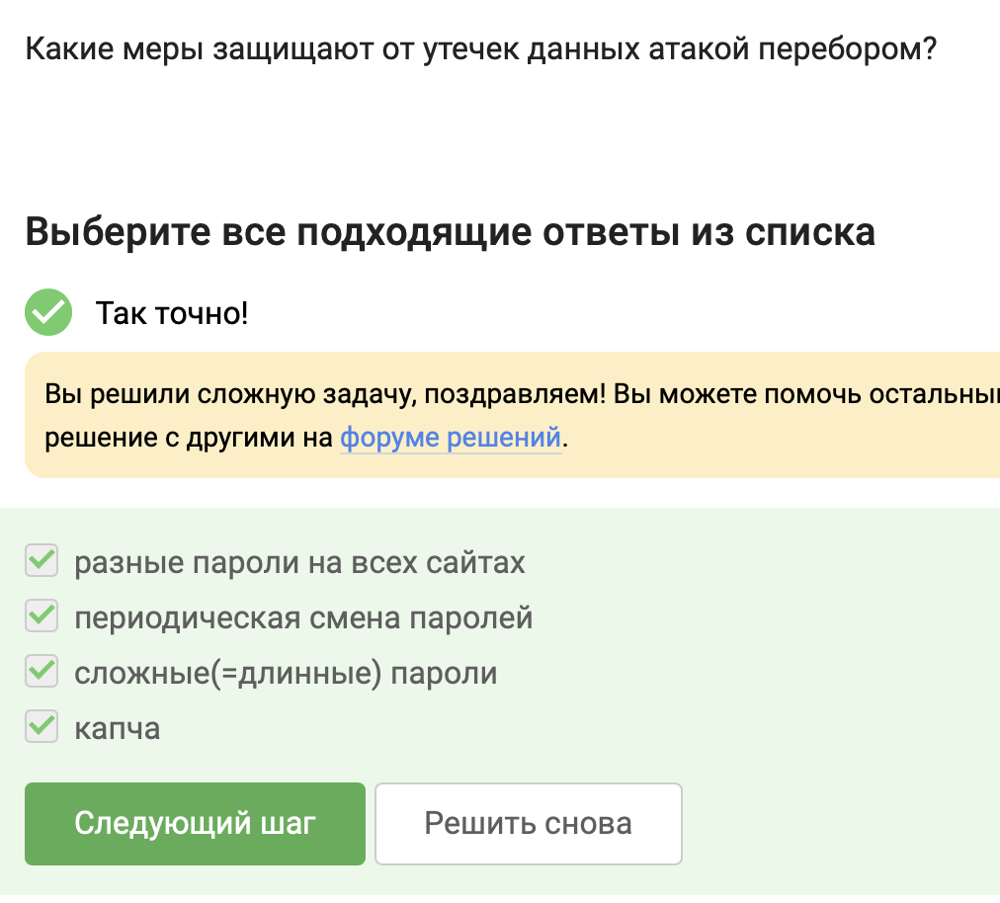 Какие меры защищают от утечек данных атакой перебором?
Выберите все подходящие ответы из списка
Так точно!
Вы решили сложную задачу, поздравляем! Вы можете помочь
решение с другими на форуме решений.
разные пароли на всех сайтах
периодическая смена паролей
сложные(=длинные) пароли
капча
Следующий шаг
Решить снова